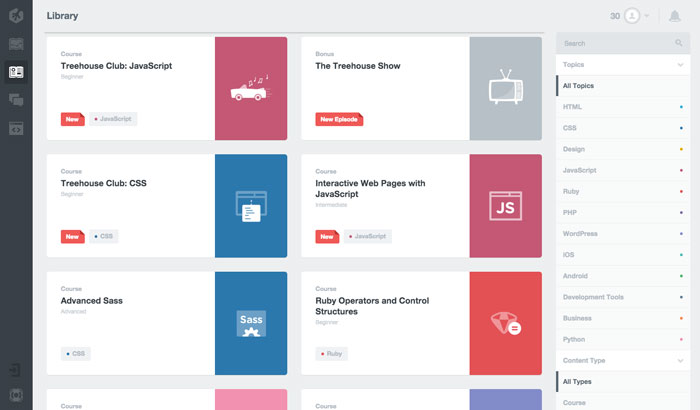 Library
30
Course
Treehouse Club: JavaScript
Beginner
New
JavaScript
Bonus
The Treehouse Show
New Episode
Course
Treehouse Club: CSS
Beginner
New
CSS
Course
Interactive Web Pages with
JavaScript
Intermediate
JS
New
JavaScript
Course
Advanced Sass
Advanced
Sass
CSS
Course
Ruby Operators and Control
Structures
Beginner
Ruby
Course
Course
Search
Topics
All Topics
HTML
CSS
Design
JavaScript
Ruby
PHP
WordPress
iOS
Android
Development Tools
Business
Python
Content Type
All Types
Course